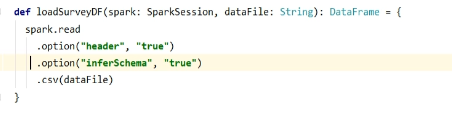 def loadSurveyDF(spark: SparkSession, dataFile: String): DataFrame = {
spark.read
.option("header", "true")
.option("inferSchema", "true")
.csv(dataFile)
}